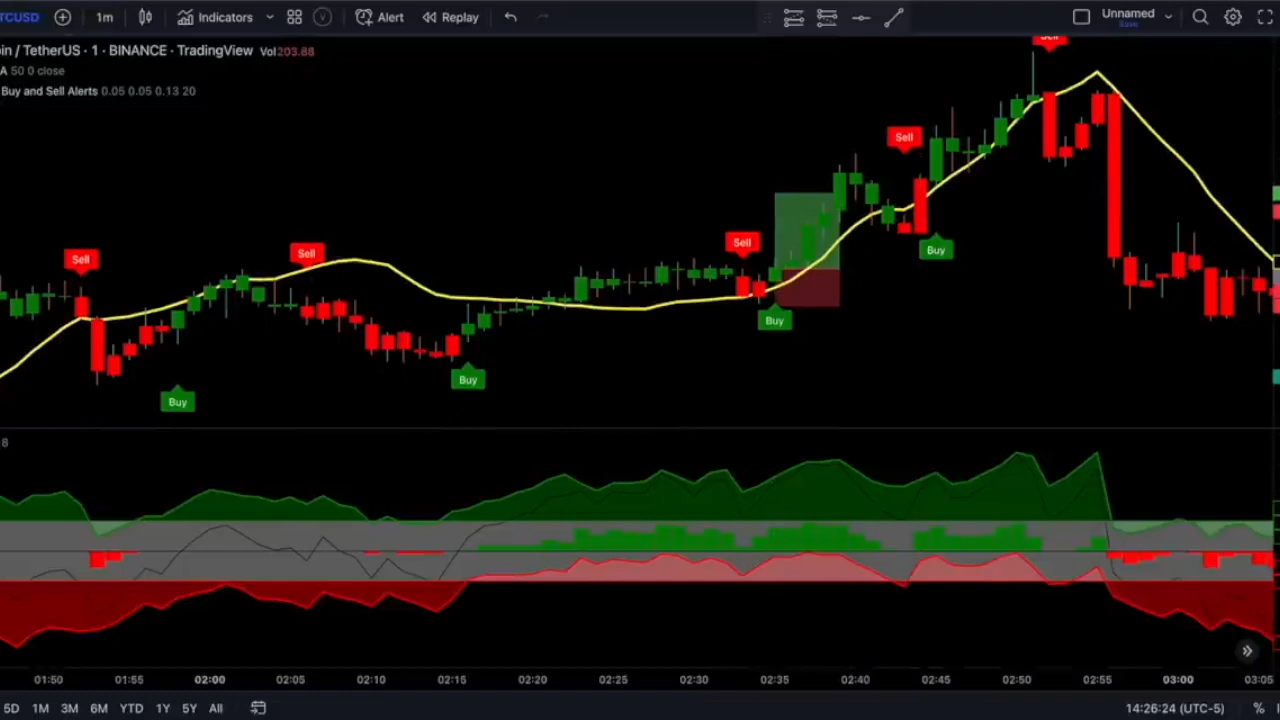 TCUSD 1m Indicators Alert Replay Unnamed
Save
in / TetherUS · 1 · BINANCE · TradingView Vol203.88
A 50 0 close
Buy and Sell Alerts 0.05 0.05 0.13 20
Sell
Sell
Sell
Sell
Sell
Buy
Buy
Buy
Buy
8
01:50 01:55 02:00 02:05 02:10 02:15 02:20 02:25 02:30 02:35 02:40 02:45 02:50 02:55 03:00 03:05
5D 1M 3M 6M YTD 1Y 5Y All 14:26:24 (UTC-5) %